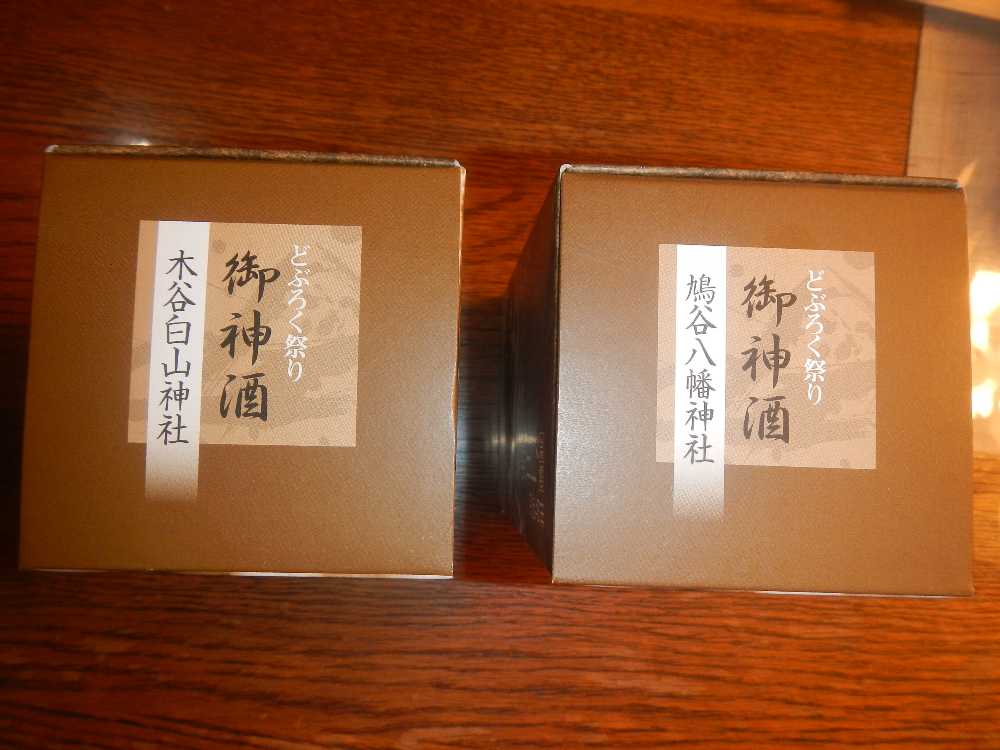 どぶろく祭り
御神酒
木谷白山神社
どぶろく祭り
御神酒
鳩谷八幡神社